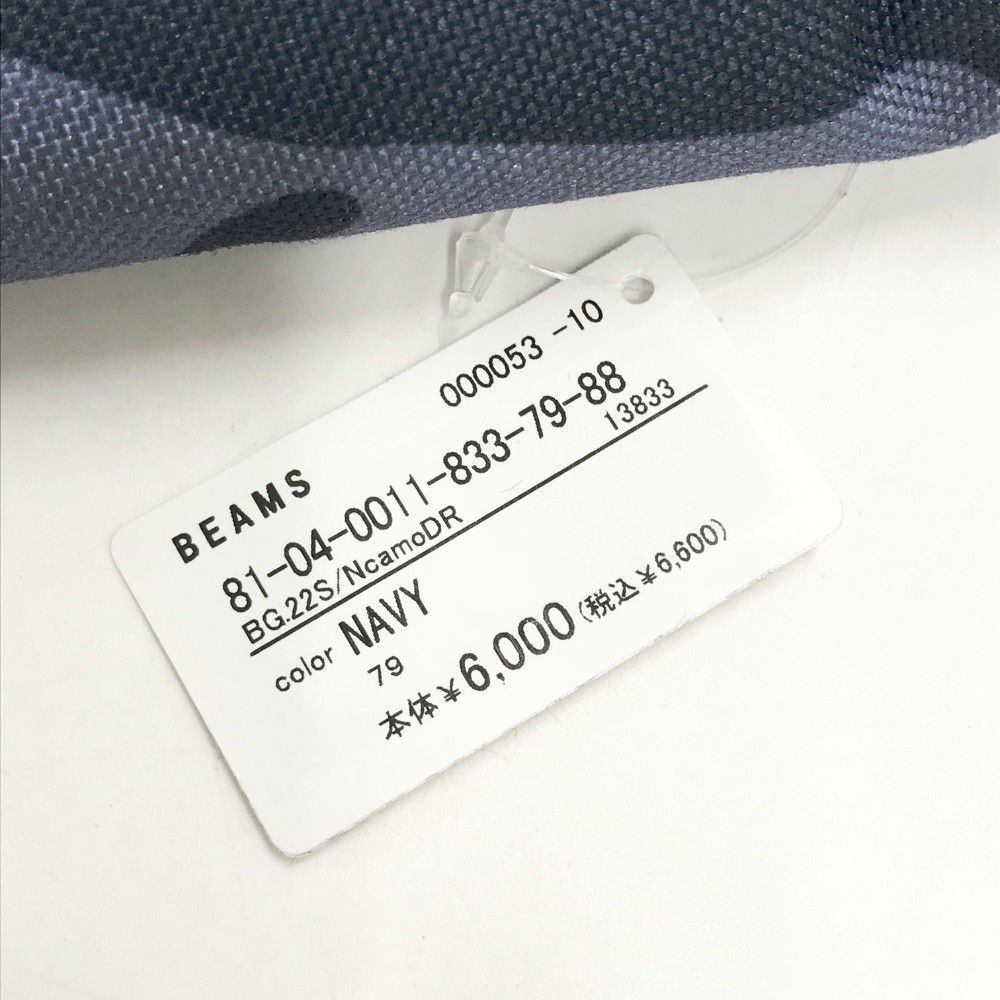 000053 -10
BEAMS
81-04-0011-833-79-88
BG.22S/NcamoDR 13833
color NAVY
79
本体¥6,000(税込¥6,600)